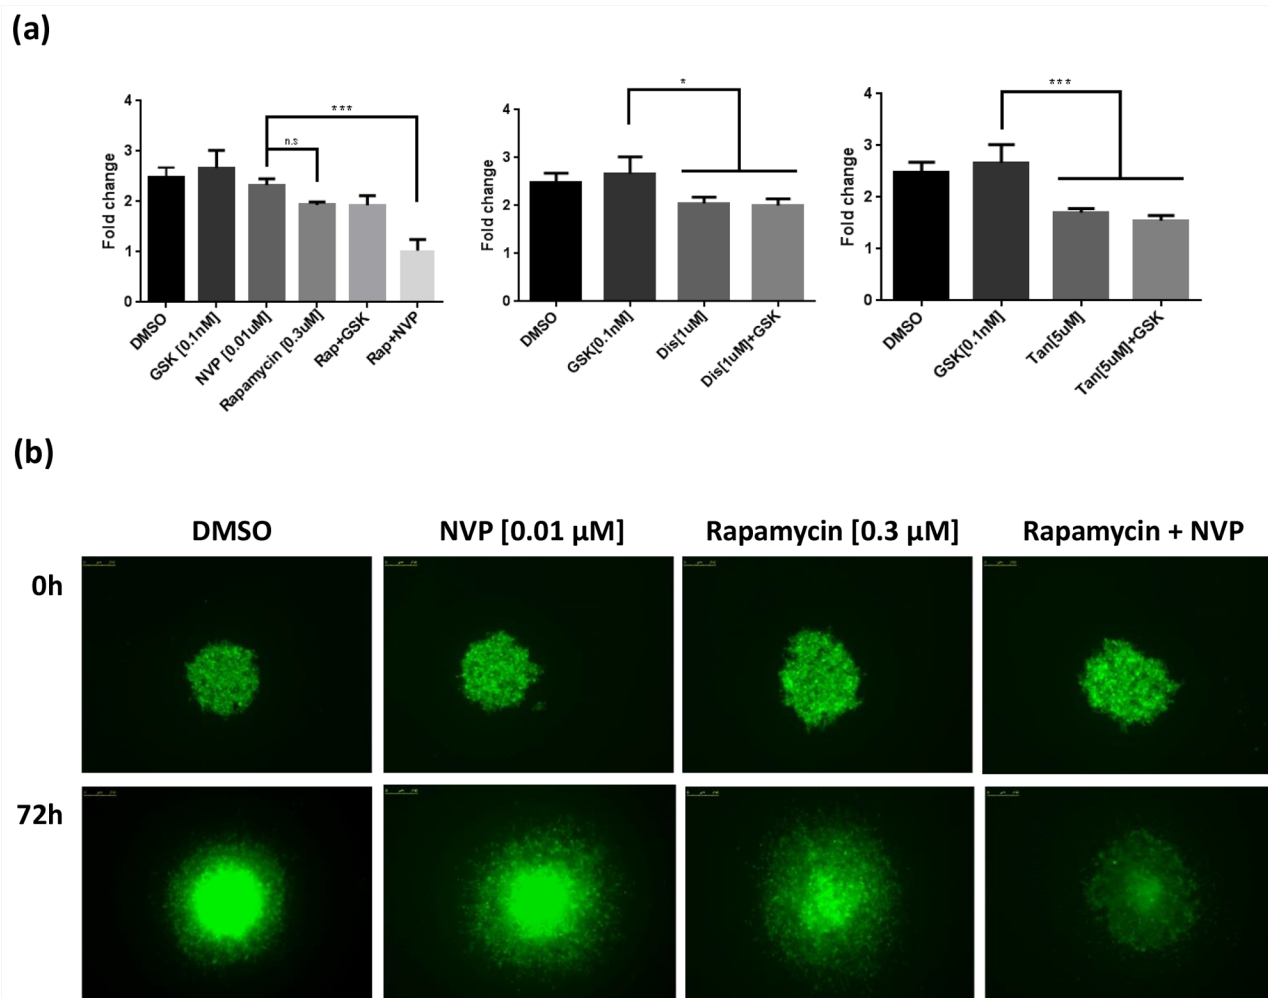 (a)
4
3
2
1
0
Fold change
***
n.s
DMSO
GSK [0.1nM]
NVP [0.01uM]
Rapamycin [0.3uM]
Rap+GSK
Rap+NVP
4
3
2
1
0
Fold change
*
DMSO
GSK[0.1nM]
Dis[1uM]
Dis[1uM]+GSK
4
3
2
1
0
Fold change
***
DMSO
GSK[0.1nM]
Tan[5uM]
Tan[5uM]+GSK
(b)
DMSO
NVP [0.01 μM]
Rapamycin [0.3 μM]
Rapamycin + NVP
0h
72h